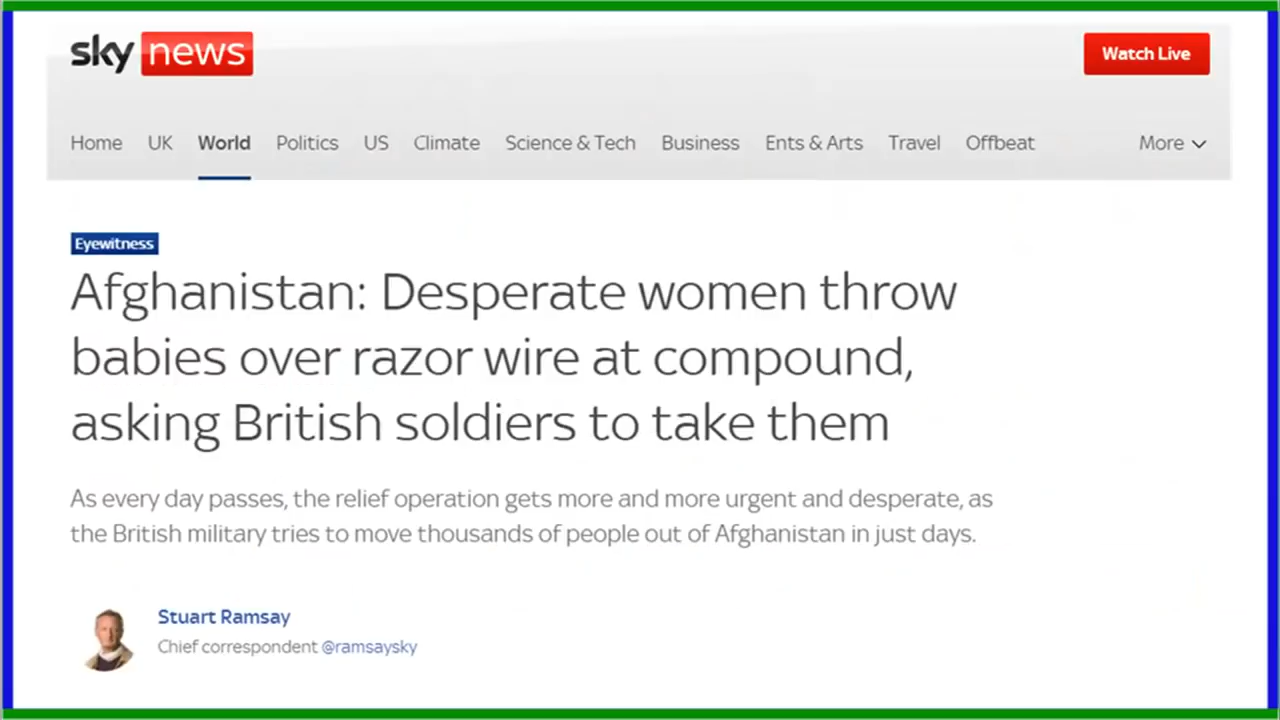 sky news
Watch Live
Home UK World Politics US Climate Science & Tech Business Ents & Arts Travel Offbeat More
Eyewitness
Afghanistan: Desperate women throw
babies over razor wire at compound,
asking British soldiers to take them
As every day passes, the relief operation gets more and more urgent and desperate, as
the British military tries to move thousands of people out of Afghanistan in just days.
Stuart Ramsay
Chief correspondent @ramsaysky